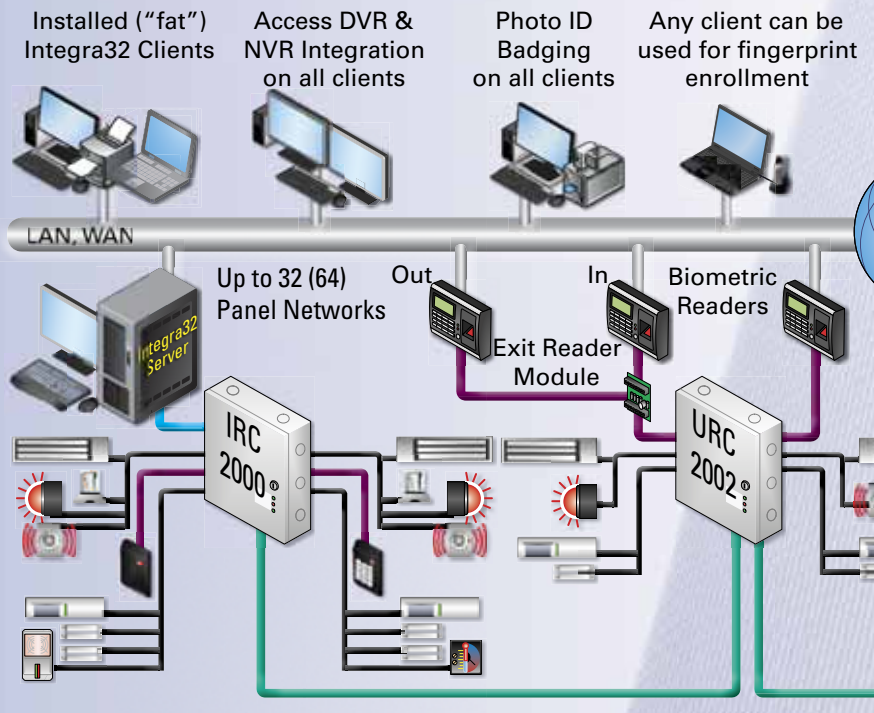 Installed ("fat")
Integra32 Clients
Access DVR &
NVR Integration
on all clients
Photo ID
Badging
on all clients
Any client can be
used for fingerprint
enrollment
LAN, WAN
Integra32
Server
Up to 32 (64)
Panel Networks
Out
In
Biometric
Readers
Exit Reader
Module
IRC
2000
URC
2002